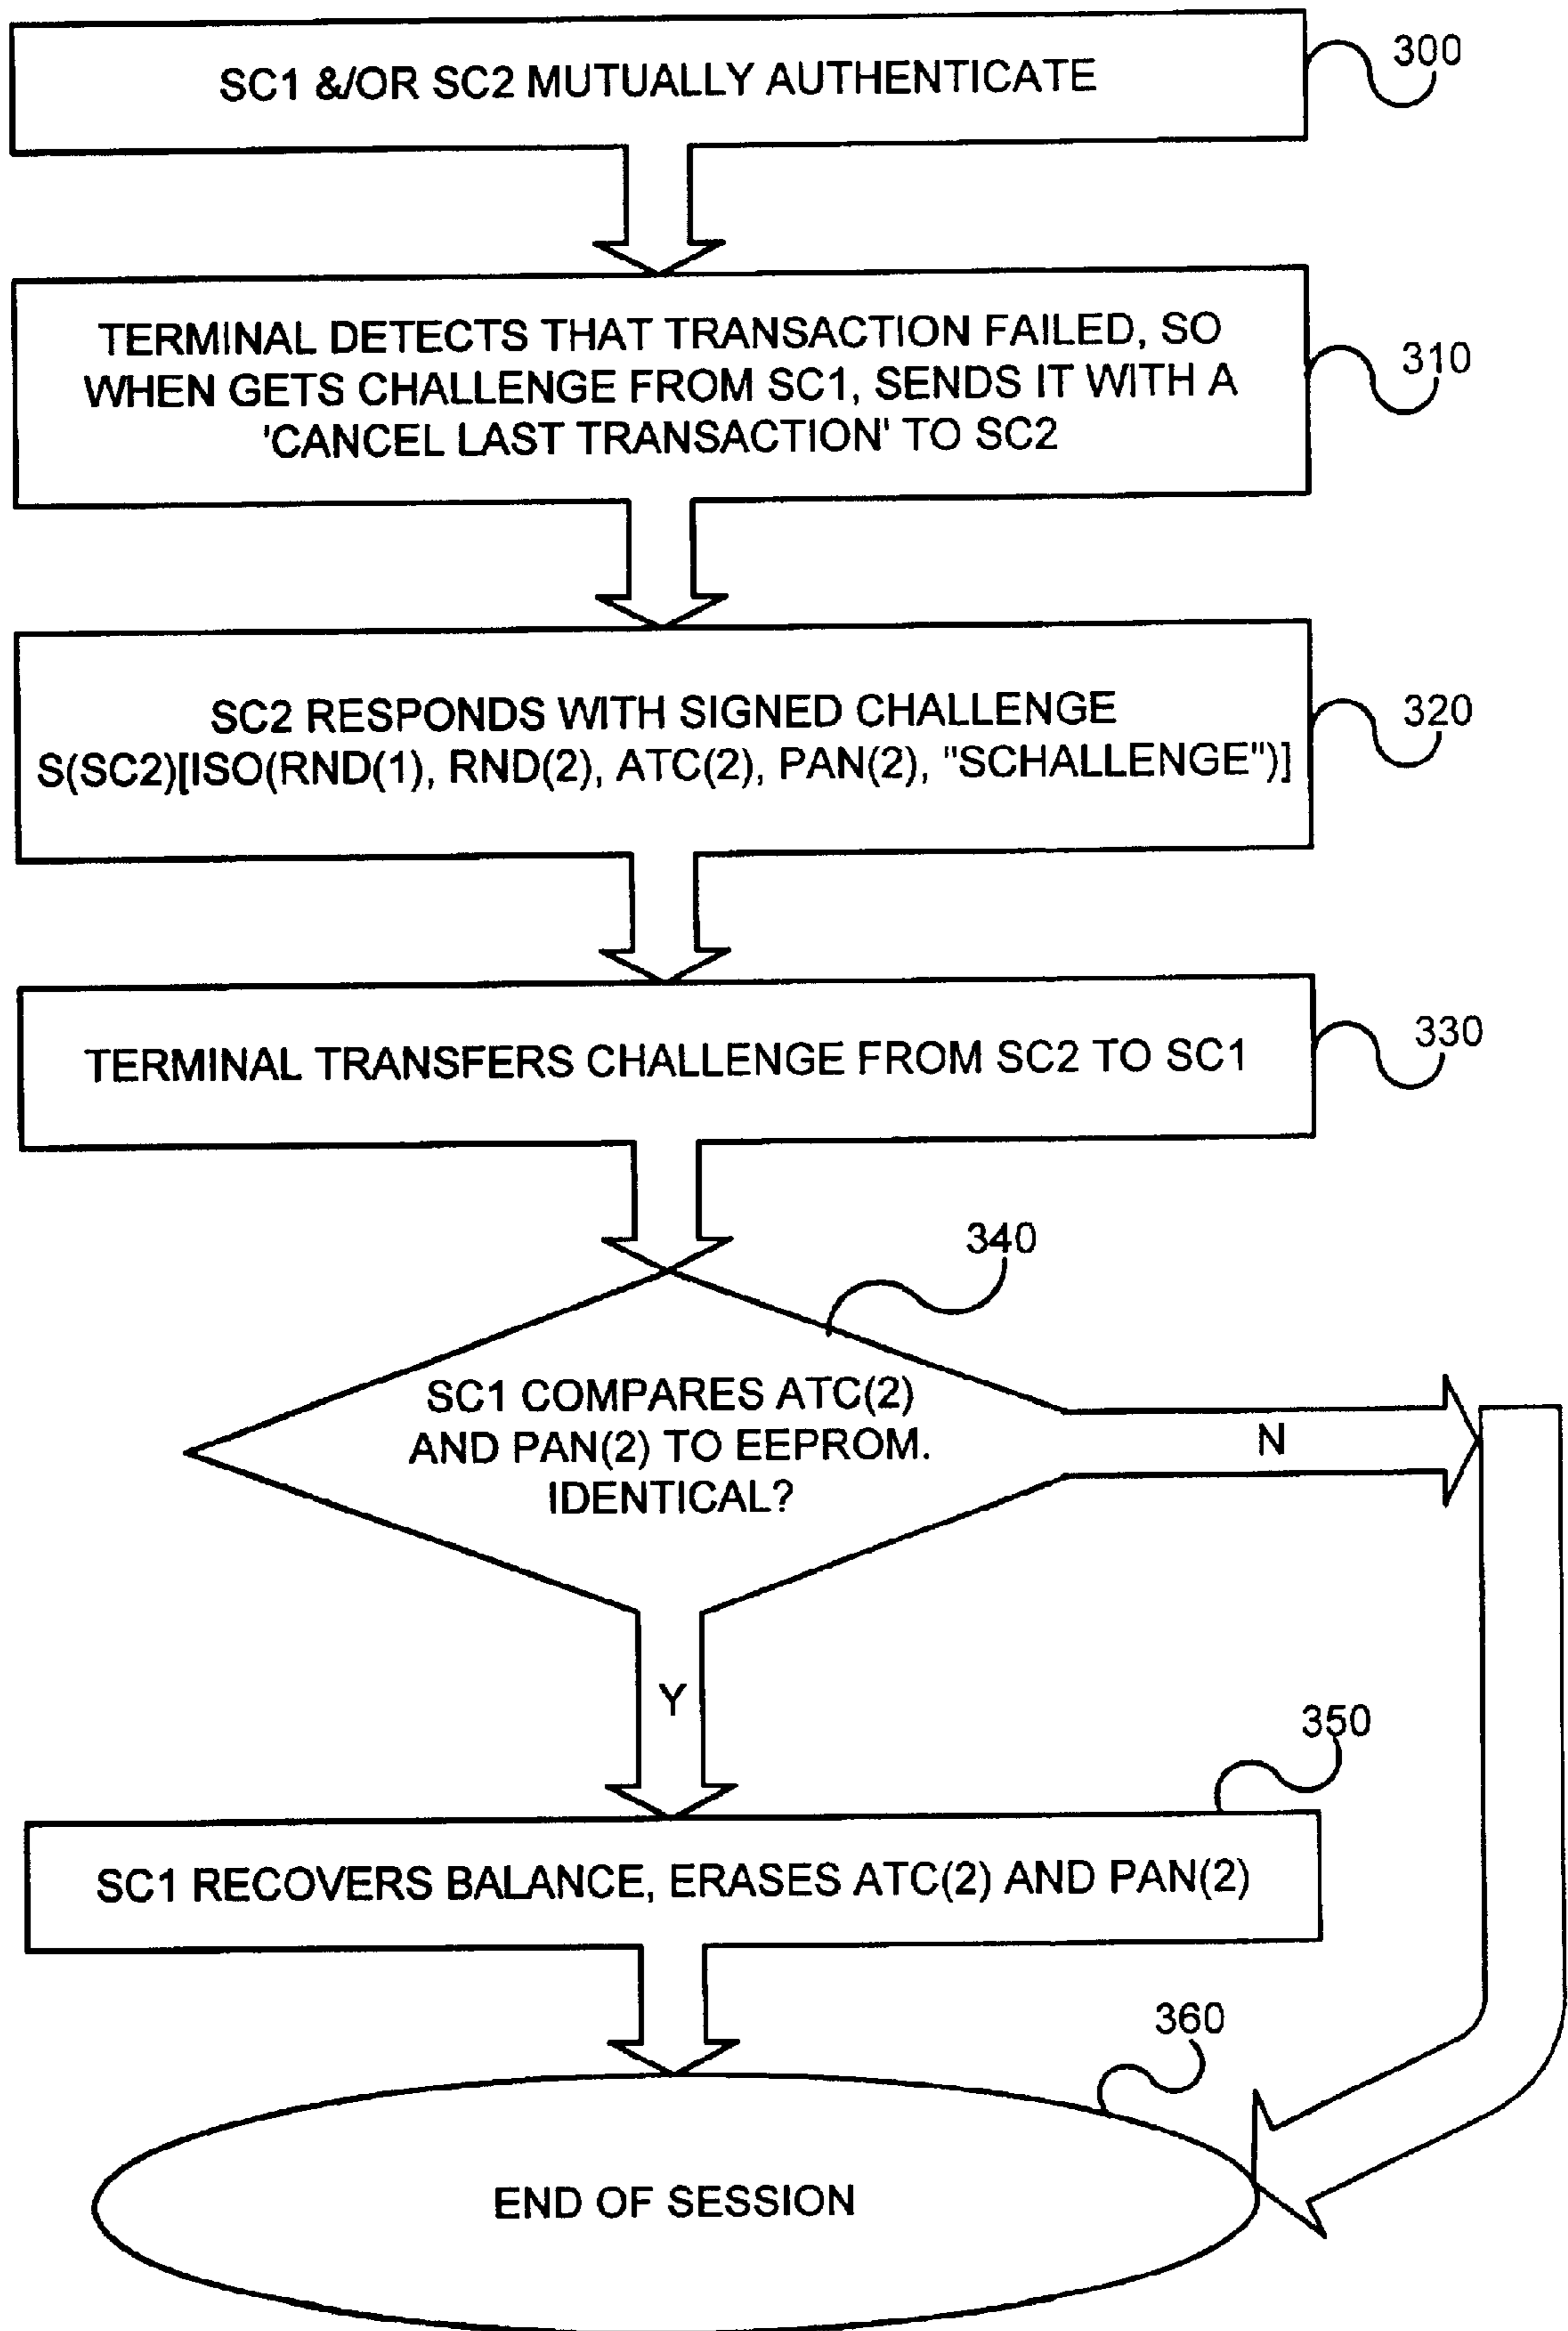 SC1 &/OR SC2 MUTUALLY AUTHENTICATE
300
TERMINAL DETECTS THAT TRANSACTION FAILED, SO
WHEN GETS CHALLENGE FROM SC1, SENDS IT WITH A
'CANCEL LAST TRANSACTION' TO SC2
310
SC2 RESPONDS WITH SIGNED CHALLENGE
S(SC2)[ISO(RND(1), RND(2), ATC(2), PAN(2), "SCHALLENGE")]
320
TERMINAL TRANSFERS CHALLENGE FROM SC2 TO SC1
330
340
SC1 COMPARES ATC(2)
AND PAN(2) TO EEPROM.
IDENTICAL?
N
Y
350
SC1 RECOVERS BALANCE, ERASES ATC(2) AND PAN(2)
360
END OF SESSION